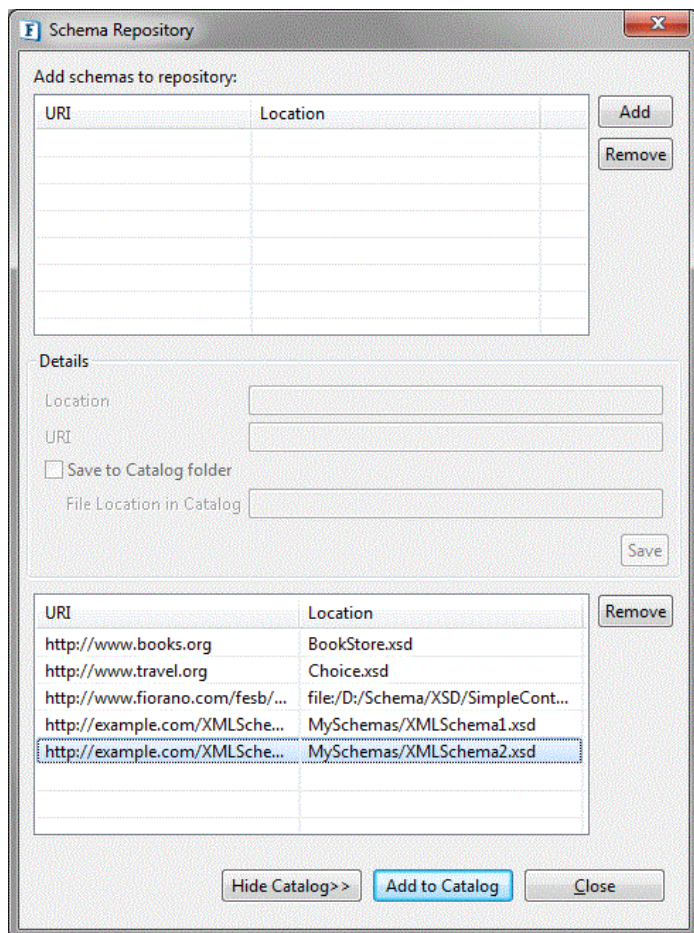 Schema Repository
Add schemas to repository:
URI Location
Add
Remove
Details
Location
URI
Save to Catalog folder
File Location in Catalog
Save
URI Location
Remove
http://www.books.org BookStore.xsd
http://www.travel.org Choice.xsd
http://www.fiorano.com/fesb/... file:/D:/Schema/XSD/SimpleCont...
http://example.com/XMLSche... MySchemas/XMLSchema1.xsd
http://example.com/XMLSche... MySchemas/XMLSchema2.xsd
Hide Catalog>> Add to Catalog Close